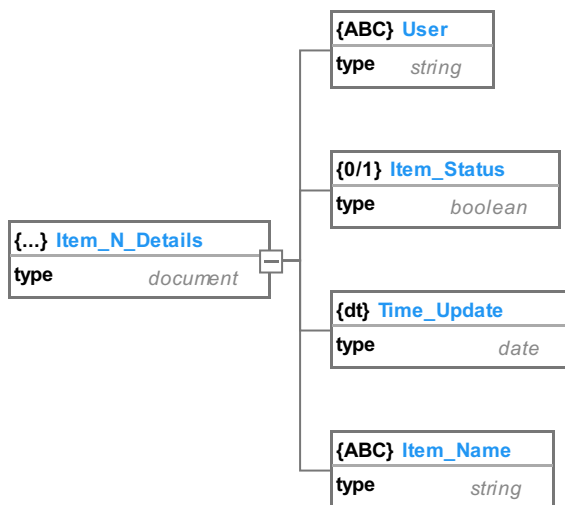 {ABC} User
type string
{0/1} Item_Status
type boolean
{...} Item_N_Details
type document
{dt} Time_Update
type date
{ABC} Item_Name
type string